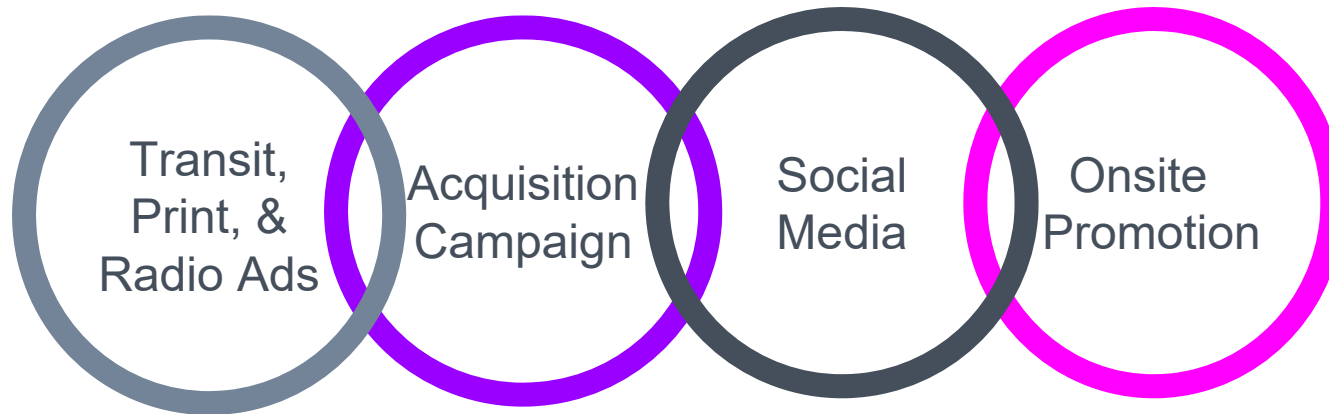 Transit,
Print, &
Radio Ads
Acquisition
Campaign
Social
Media
Onsite
Promotion